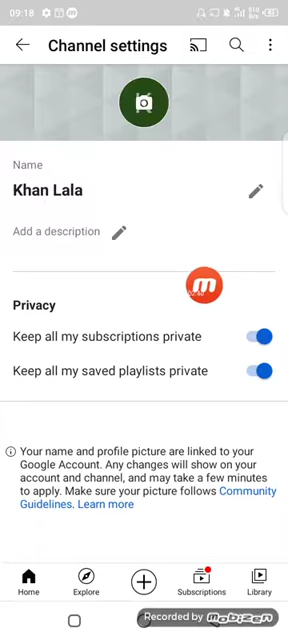 09:18
Channel settings
Name
Khan Lala
Add a description
Privacy
Keep all my subscriptions private
Keep all my saved playlists private
Your name and profile picture are linked to your
Google Account. Any changes will show on your
account and channel, and may take a few minutes
to apply. Make sure your picture follows Community
Guidelines. Learn more
Home
Explore
Subscriptions
Library
Recorded by MOBIZEN